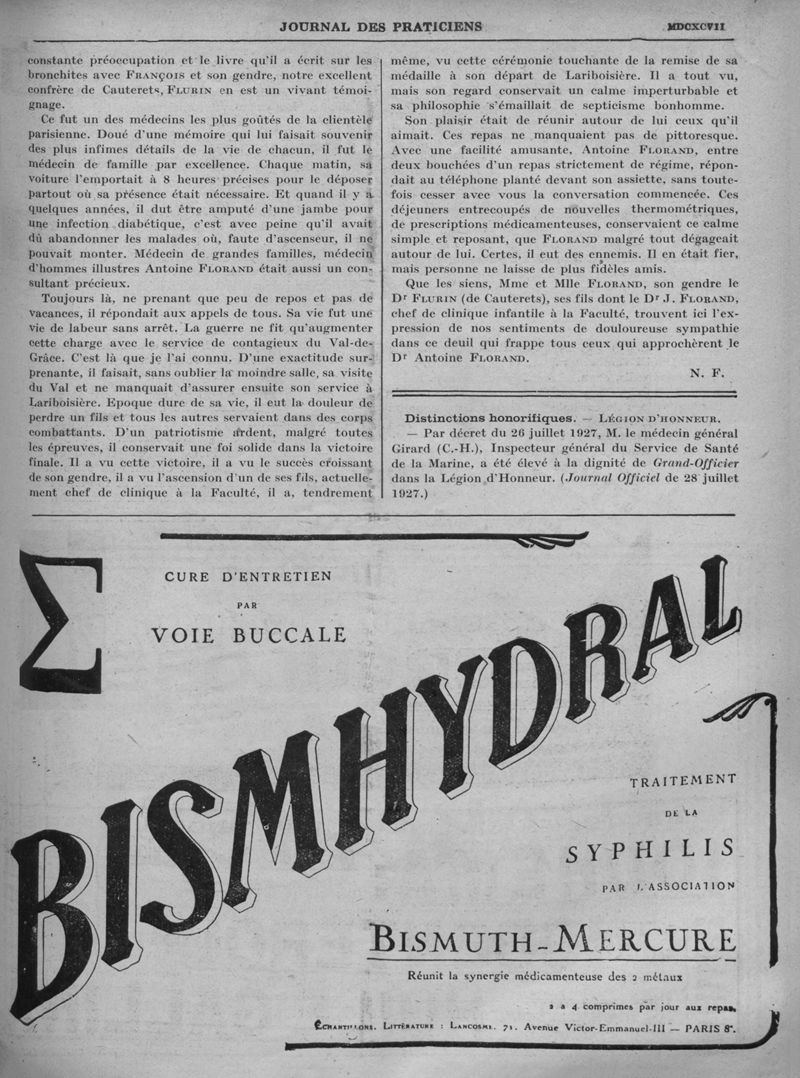 JOURNAL DES PRATICIENS
MDCXCVII
constante préoccupation et le livre qu'il a écrit sur les
bronchites avec FRANÇOIS et son gendre, notre excellent
confrère de Cauterets, FLURIN en est un vivant témoi-
gnage.
Ce fut un des médecins les plus goûtés de la clientèle
parisienne. Doué d'une mémoire qui lui faisait souvenir
des plus infimes détails de la vie de chacun, il fut le
médecin de famille par excellence. Chaque matin, sa
voiture l'emportait à 8 heures précises pour le déposer
partout où sa présence était nécessaire. Et quand il y a
quelques années, il dut être amputé d'une jambe pour
une infection diabétique, c'est avec peine qu'il avait
dû abandonner les malades où, faute d'ascenseur, il ne
pouvait monter. Médecin de grandes familles, médecin
d'hommes illustres Antoine FLORAND était aussi un con-
sultant précieux.
Toujours là, ne prenant que peu de repos et pas de
vacances, il répondait aux appels de tous. Sa vie fut une
vie de labeur sans arrêt. La guerre ne fit qu'augmenter
cette charge avec le service de contagieux du Val-de-
Grâce. C'est là que je l'ai connu. D'une exactitude sur-
prenante, il faisait, sans oublier la moindre salle, sa visite
du Val et ne manquait d'assurer ensuite son service à
Lariboisière. Epoque dure de sa vie, il eut la douleur de
perdre un fils et tous les autres servaient dans des corps
combattants. D'un patriotisme ardent, malgré toutes
les épreuves, il conservait une foi solide dans la victoire
finale. Il a vu cette victoire, il a vu le succès croissant
de son gendre, il a vu l'ascension d'un de ses fils, actuelle-
ment chef de clinique à la Faculté, il a, tendrement
même, vu cette cérémonie touchante de la remise de sa
médaille à son départ de Lariboisière. Il a tout vu,
mais son regard conservait un calme imperturbable et
sa philosophie s'émaillait de septicisme bonhomme.
Son plaisir était de réunir autour de lui ceux qu'il
aimait. Ces repas ne manquaient pas de pittoresque.
Avec une facilité amusante, Antoine FLORAND, entre
deux bouchées d'un repas strictement de régime, répon-
dait au téléphone planté devant son assiette, sans toute-
fois cesser avec vous la conversation commencée. Ces
déjeuners entrecoupés de nouvelles thermométriques,
de prescriptions médicamenteuses, conservaient ce calme
simple et reposant, que FLORAND malgré tout dégageait
autour de lui. Certes, il eut des ennemis. Il en était fier,
mais personne ne laisse de plus fidèles amis.
Que les siens, Mme et Mlle FLORAND, son gendre le
Dr FLURIN (de Cauterets), ses fils dont le Dr J. FLORAND,
chef de clinique infantile à la Faculté, trouvent ici l'ex-
pression de nos sentiments de douloureuse sympathie
dans ce deuil qui frappe tous ceux qui approchèrent le
Dr Antoine FLORAND.
N. F.
Distinctions honorifiques. — LÉGION D'HONNEUR.
— Par décret du 26 juillet 1927, M. le médecin général
Girard (C.-H.), Inspecteur général du Service de Santé
de la Marine, a été élevé à la dignité de Grand-Officier
dans la Légion d'Honneur. (Journal Officiel de 28 juillet
1927.)
Σ
CURE D'ENTRETIEN
PAR
VOIE BUCCALE
BISMHYDRAL
TRAITEMENT
DE LA
SYPHILIS
PAR L'ASSOCIATION
BISMUTH-MERCURE
Réunit la synergie médicamenteuse des 2 métaux
2 a 4 comprimés par jour aux repas.
ÉCHANTILLONS, LITTÉRATURE : LANCOSME, 71, Avenue Victor-Emmanuel-III — PARIS 8e.